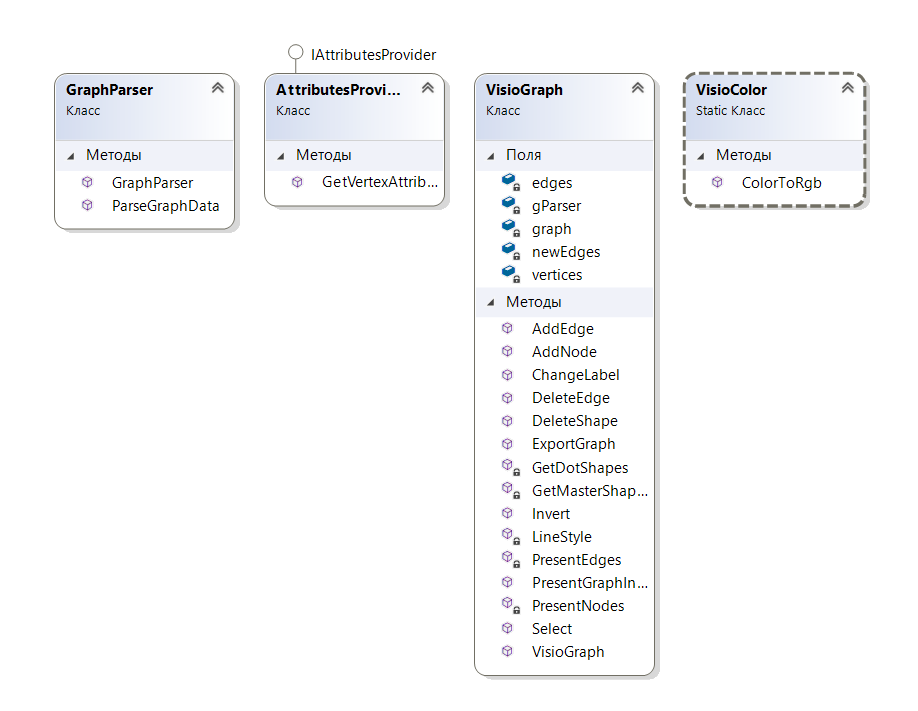 IAttributesProvider
GraphParser
Класс
Методы
GraphParser
ParseGraphData
AttributesProvi...
Класс
Методы
GetVertexAttrib...
VisioGraph
Класс
Поля
edges
gParser
graph
newEdges
vertices
Методы
AddEdge
AddNode
ChangeLabel
DeleteEdge
DeleteShape
ExportGraph
GetDotShapes
GetMasterShap...
Invert
LineStyle
PresentEdges
PresentGraphIn...
PresentNodes
Select
VisioGraph
VisioColor
Static Класс
Методы
ColorToRgb